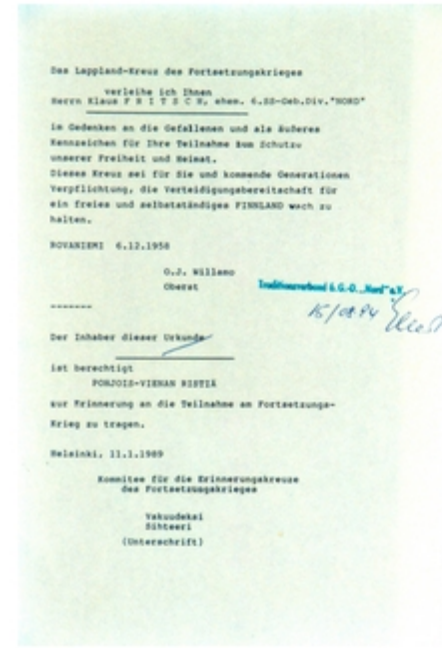 Das Lappland-Kreuz des Fortsetzungskrieges
verleihe ich Ihnen
Herrn Klaus F R I T S C H, ehem. 6.SS-Geb.Div."NORD"
im Gedenken an die Gefallenen und als äußeres
Kennzeichen für Ihre Teilnahme zum Schutze
unserer Freiheit und Heimat.
Dieses Kreuz sei für Sie und kommende Generationen
Verpflichtung, die Verteidigungsbereitschaft für
ein freies und selbstständiges FINNLAND wach zu
halten.
ROVANIEMI 6.12.1958
O.J. Willamo
Oberst
Traditionsverband 6.G.-D. „Nord" e.V.
15/08.94
-------
Der Inhaber dieser Urkunde
ist berechtigt
POHJOIS-VIENAN RISTIÄ
zur Erinnerung an die Teilnahme am Fortsetzungs-
Krieg zu tragen.
Helsinki, 11.1.1989
Kommitee für die Erinnerungskreuze
des Fortsetzungskrieges
Vakuudeksi
Sihteeri
(Unterschrift)